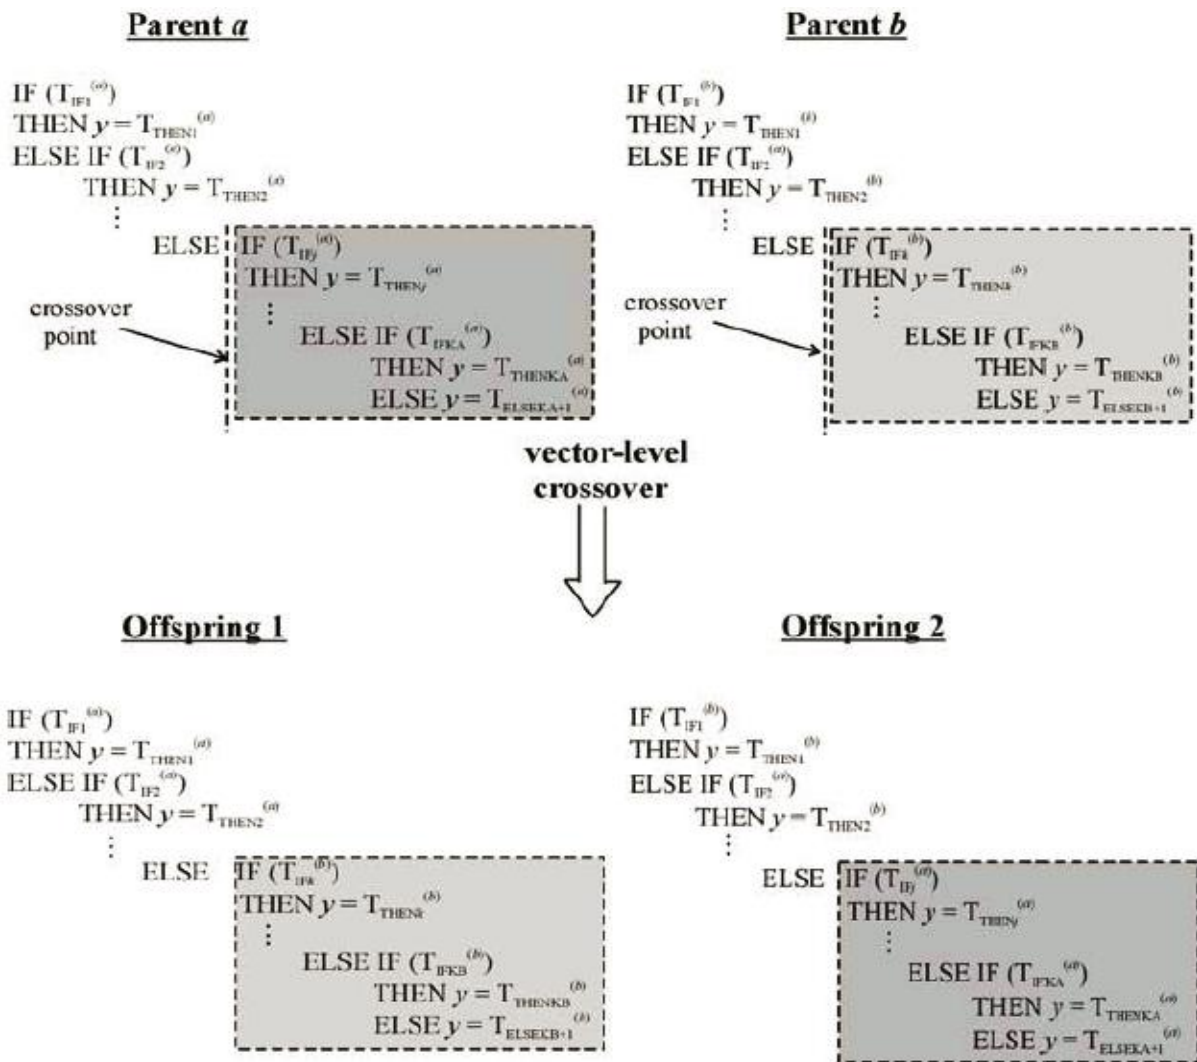 Parent a
IF (T_IF1^(a))
THEN y = T_THEN1^(a)
ELSE IF (T_IF2^(a))
THEN y = T_THEN2^(a)
⋮
ELSE IF (T_IFj^(a))
THEN y = T_THENj^(a)
⋮
ELSE IF (T_IFKA^(a))
THEN y = T_THENKA^(a)
ELSE y = T_ELSEKA+1^(a)
crossover
point
Parent b
IF (T_IF1^(b))
THEN y = T_THEN1^(b)
ELSE IF (T_IF2^(a))
THEN y = T_THEN2^(b)
⋮
ELSE IF (T_IFk^(b))
THEN y = T_THENk^(b)
⋮
ELSE IF (T_IFKB^(b))
THEN y = T_THENKB^(b)
ELSE y = T_ELSEKB+1^(b)
crossover
point
vector-level
crossover
Offspring 1
IF (T_IF1^(a))
THEN y = T_THEN1^(a)
ELSE IF (T_IF2^(a))
THEN y = T_THEN2^(a)
⋮
ELSE IF (T_IFk^(b))
THEN y = T_THENk^(b)
⋮
ELSE IF (T_IFKB^(b))
THEN y = T_THENKB^(b)
ELSE y = T_ELSEKB+1^(b)
Offspring 2
IF (T_IF1^(b))
THEN y = T_THEN1^(b)
ELSE IF (T_IF2^(a))
THEN y = T_THEN2^(b)
⋮
ELSE IF (T_IFj^(a))
THEN y = T_THENj^(a)
⋮
ELSE IF (T_IFKA^(a))
THEN y = T_THENKA^(a)
ELSE y = T_ELSEKA+1^(a)